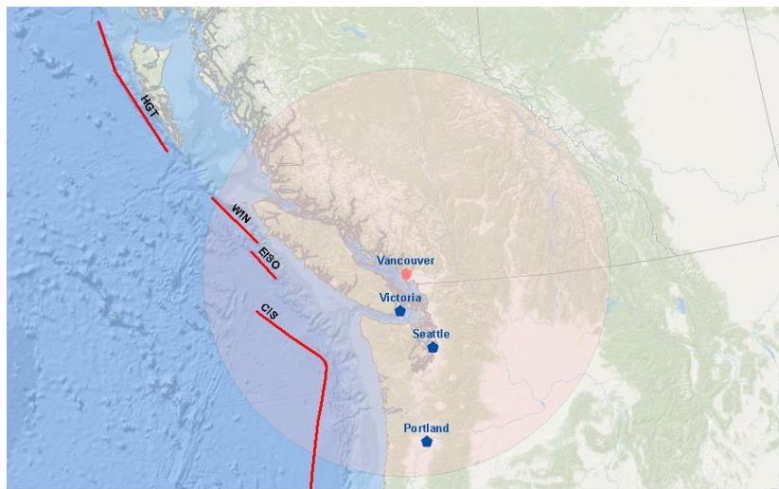 HGT
WIN
EISO
CIS
Vancouver
Victoria
Seattle
Portland